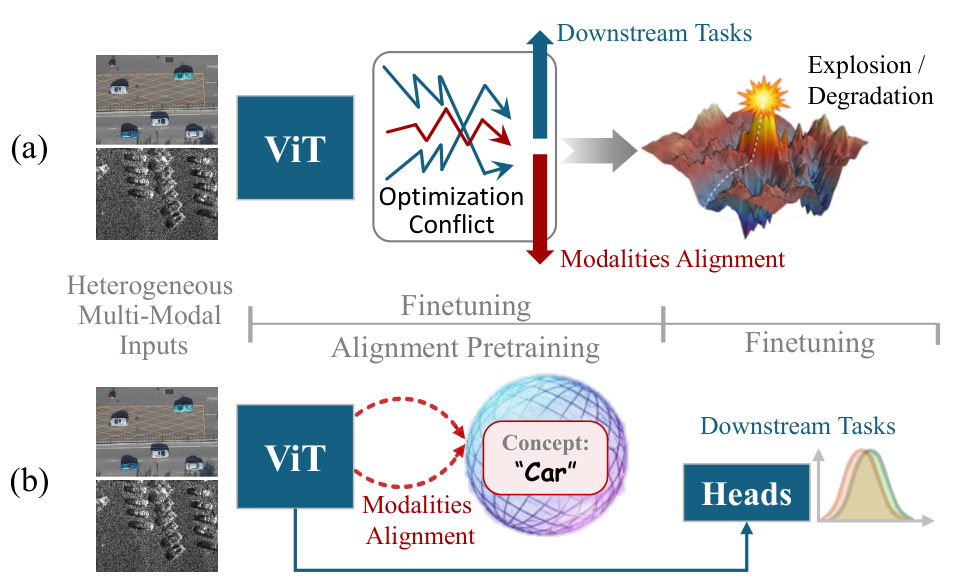 Downstream Tasks
Explosion /
Degradation
(a)
ViT
Optimization
Conflict
Modalities Alignment
Heterogeneous
Multi-Modal
Inputs
Finetuning
Alignment Pretraining
Finetuning
(b)
ViT
Modalities
Alignment
Concept:
“Car”
Downstream Tasks
Heads